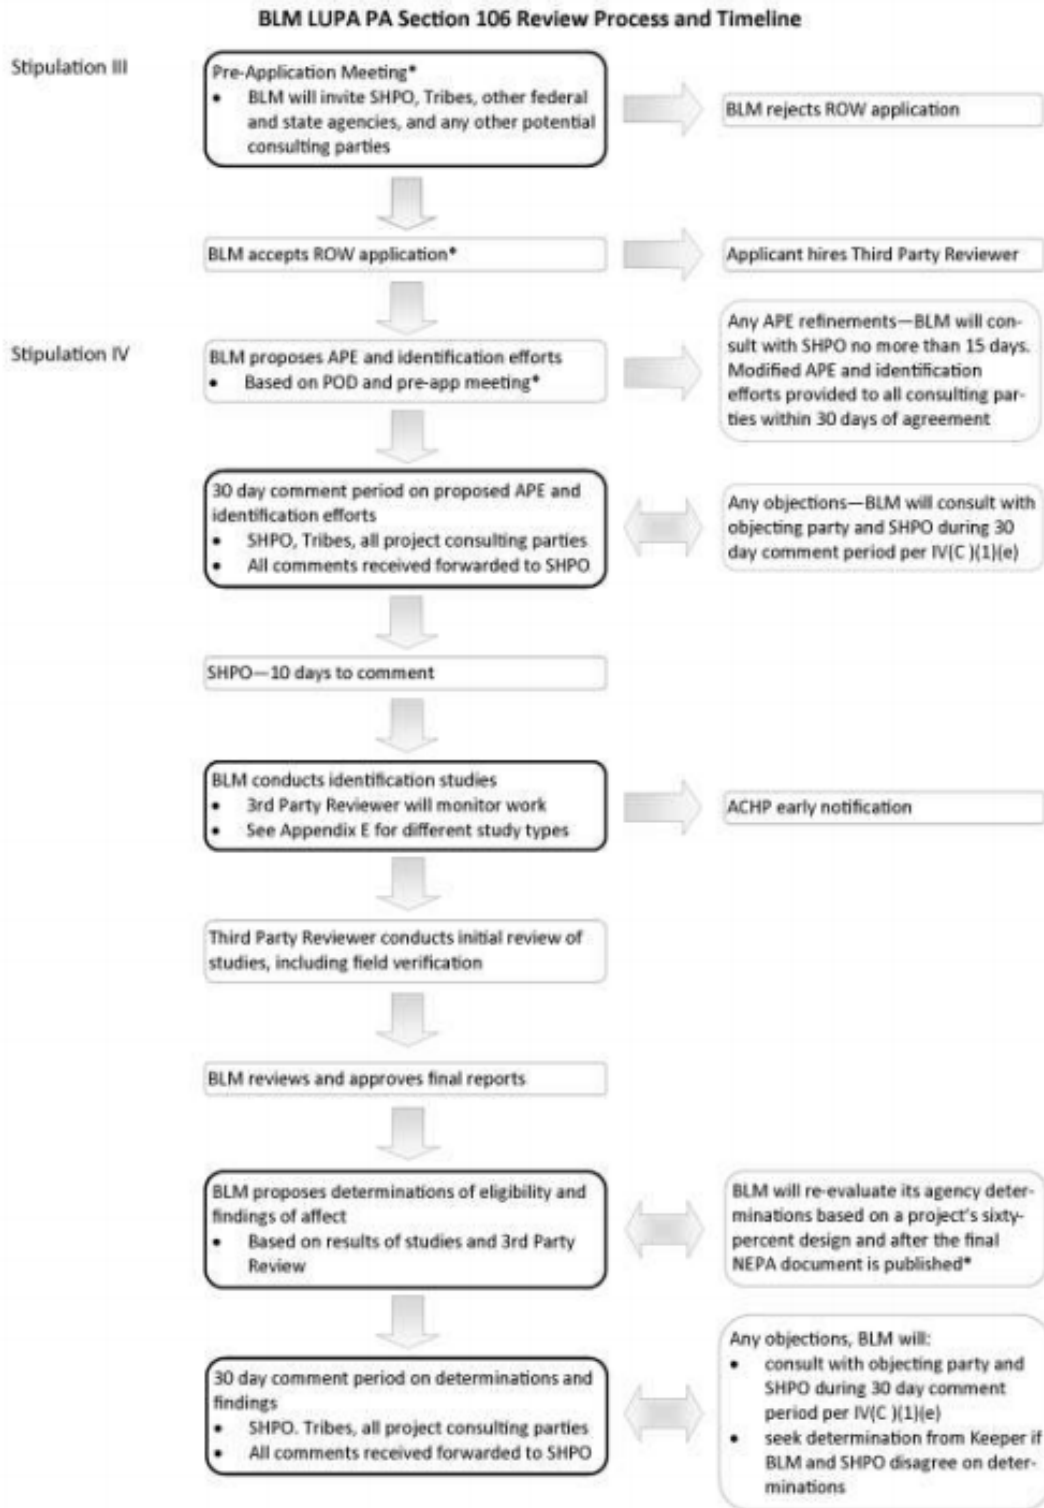 BLM LUPA PA Section 106 Review Process and Timeline
Stipulation III
Pre-Application Meeting*
• BLM will invite SHPO, Tribes, other federal
and state agencies, and any other potential
consulting parties
BLM rejects ROW application
BLM accepts ROW application*
Applicant hires Third Party Reviewer
Stipulation IV
BLM proposes APE and identification efforts
• Based on POD and pre-app meeting*
Any APE refinements—BLM will con-
sult with SHPO no more than 15 days.
Modified APE and identification
efforts provided to all consulting par-
ties within 30 days of agreement
30 day comment period on proposed APE and
identification efforts
• SHPO, Tribes, all project consulting parties
• All comments received forwarded to SHPO
Any objections—BLM will consult with
objecting party and SHPO during 30
day comment period per IV(C )(1)(e)
SHPO—10 days to comment
BLM conducts identification studies
• 3rd Party Reviewer will monitor work
• See Appendix E for different study types
ACHP early notification
Third Party Reviewer conducts initial review of
studies, including field verification
BLM reviews and approves final reports
BLM proposes determinations of eligibility and
findings of affect
• Based on results of studies and 3rd Party
Review
BLM will re-evaluate its agency deter-
minations based on a project's sixty-
percent design and after the final
NEPA document is published*
30 day comment period on determinations and
findings
• SHPO. Tribes, all project consulting parties
• All comments received forwarded to SHPO
Any objections, BLM will:
• consult with objecting party and
SHPO during 30 day comment
period per IV(C )(1)(e)
• seek determination from Keeper if
BLM and SHPO disagree on deter-
minations